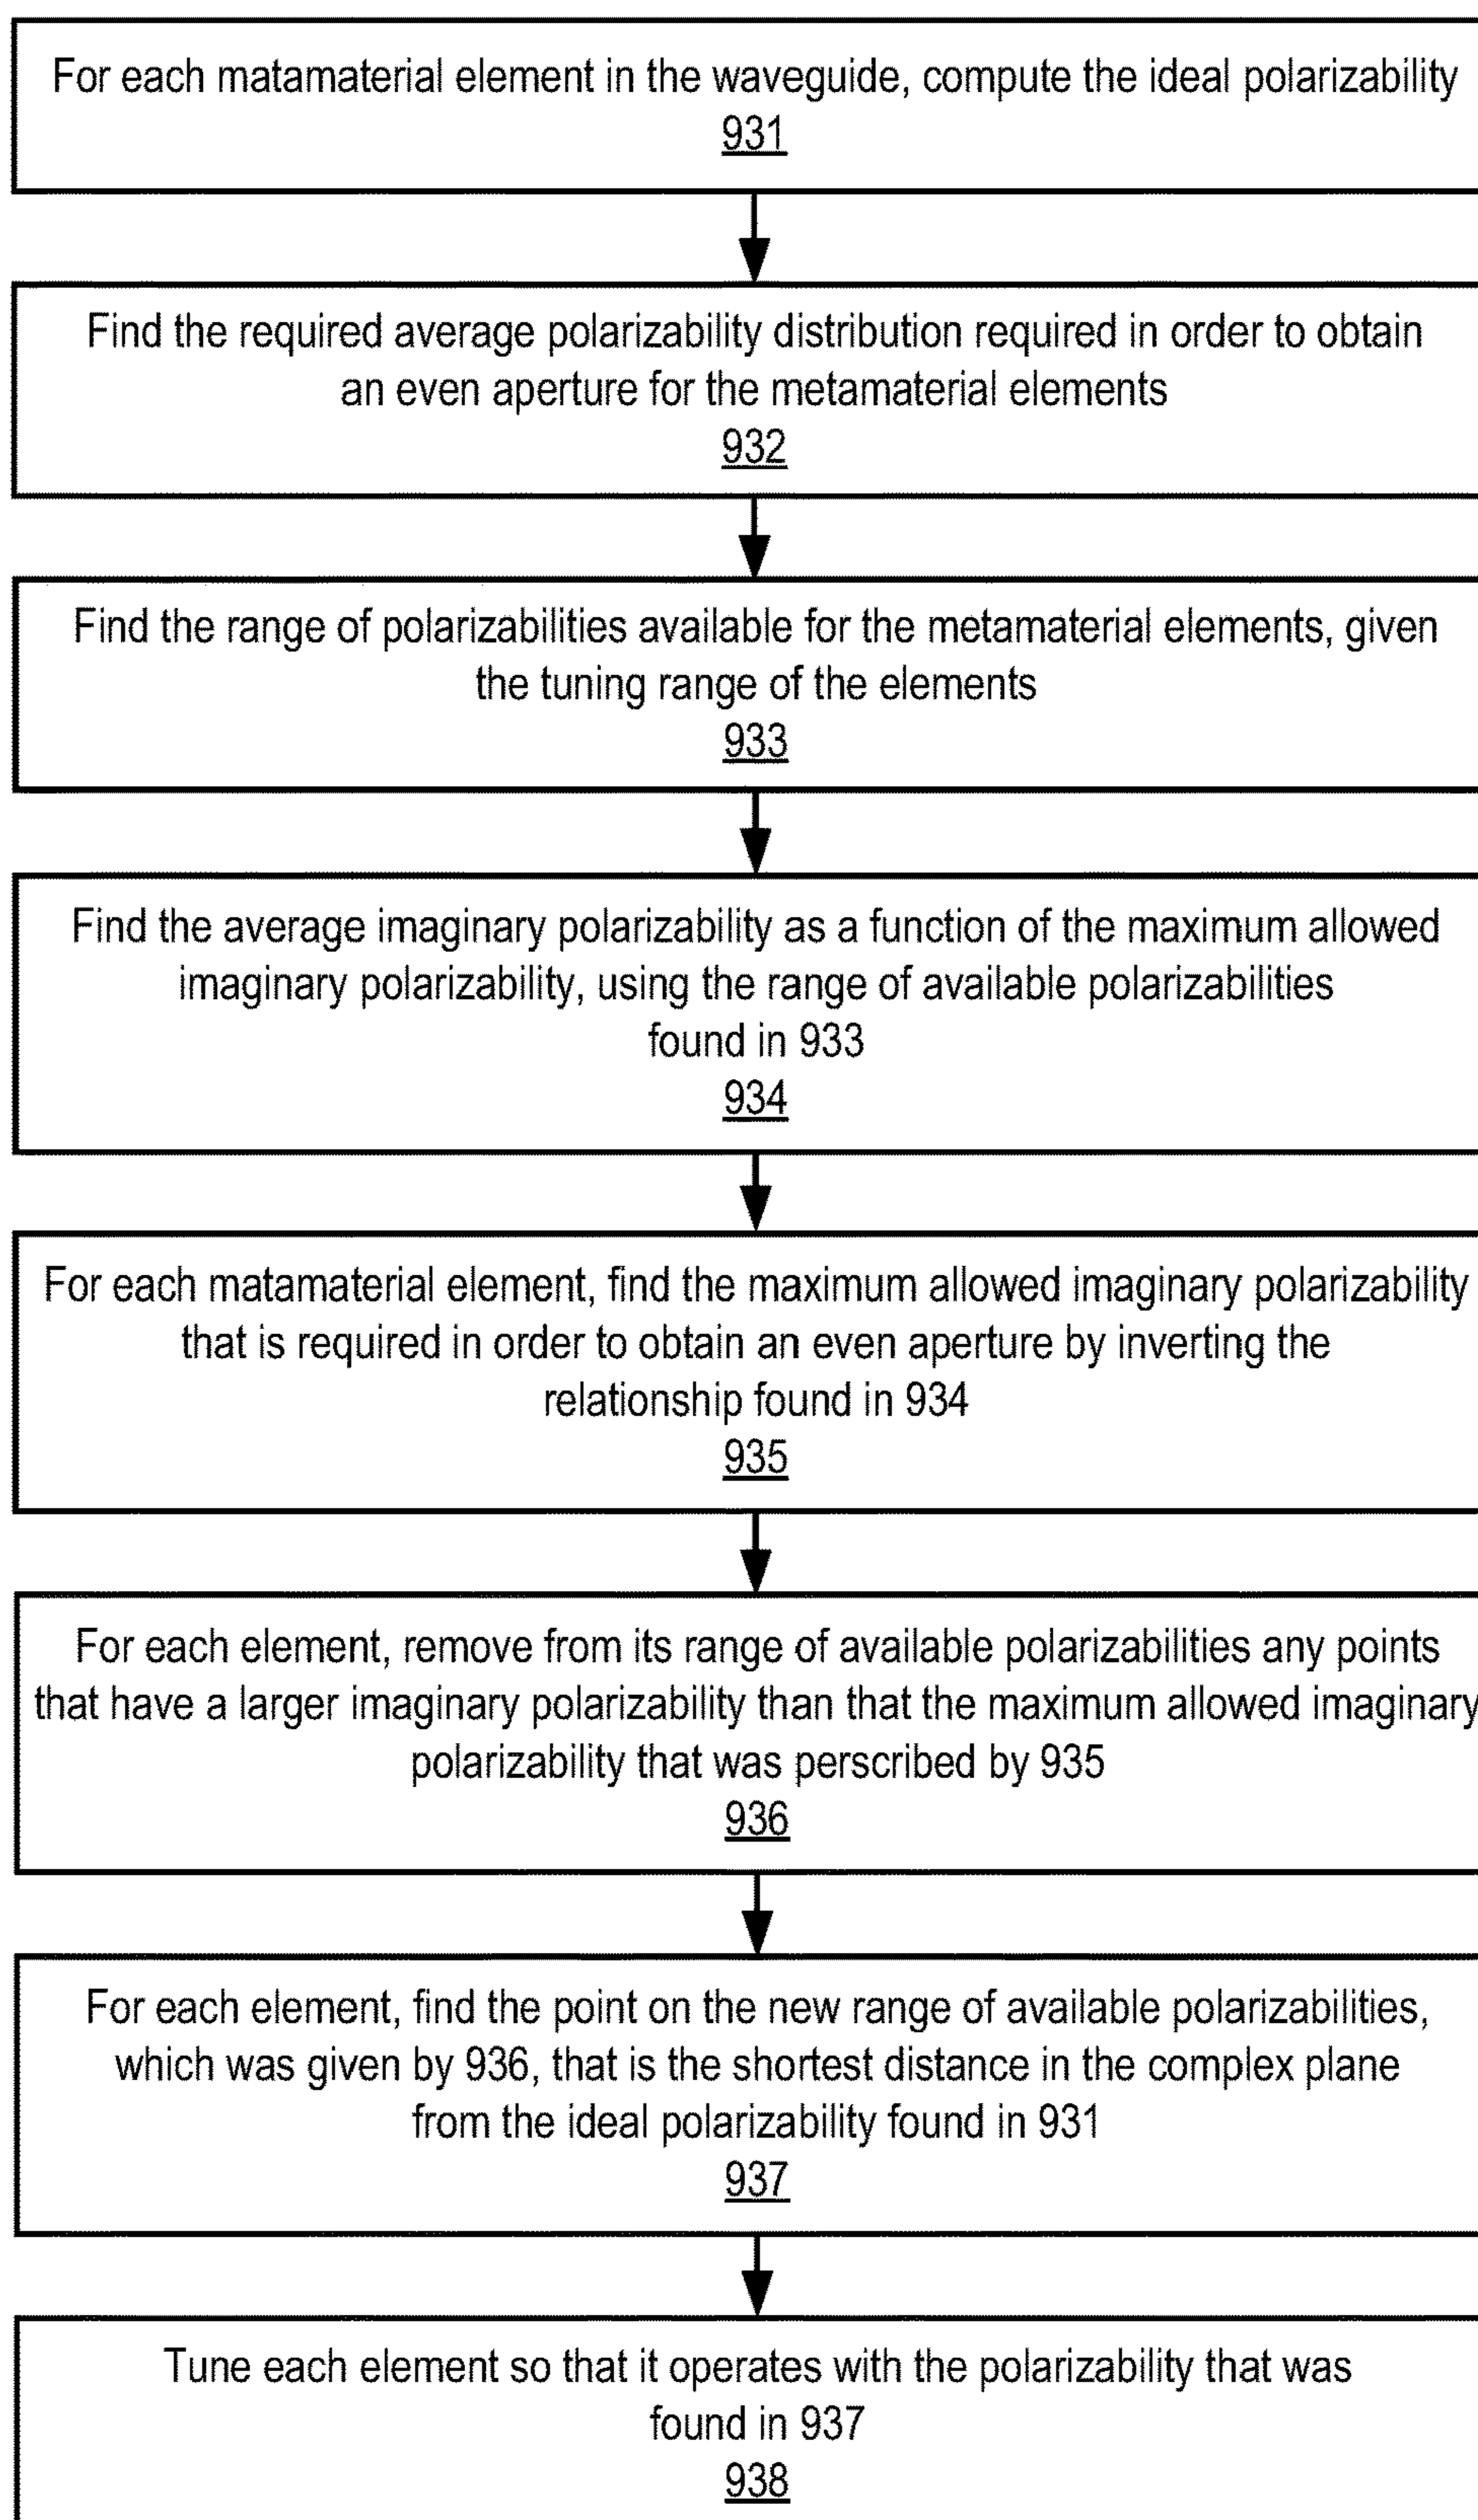 For each matamaterial element in the waveguide, compute the ideal polarizability
931
Find the required average polarizability distribution required in order to obtain
an even aperture for the metamaterial elements
932
Find the range of polarizabilities available for the metamaterial elements, given
the tuning range of the elements
933
Find the average imaginary polarizability as a function of the maximum allowed
imaginary polarizability, using the range of available polarizabilities
found in 933
934
For each matamaterial element, find the maximum allowed imaginary polarizability
that is required in order to obtain an even aperture by inverting the
relationship found in 934
935
For each element, remove from its range of available polarizabilities any points
that have a larger imaginary polarizability than that the maximum allowed imaginary
polarizability that was perscribed by 935
936
For each element, find the point on the new range of available polarizabilities,
which was given by 936, that is the shortest distance in the complex plane
from the ideal polarizability found in 931
937
Tune each element so that it operates with the polarizability that was
found in 937
938